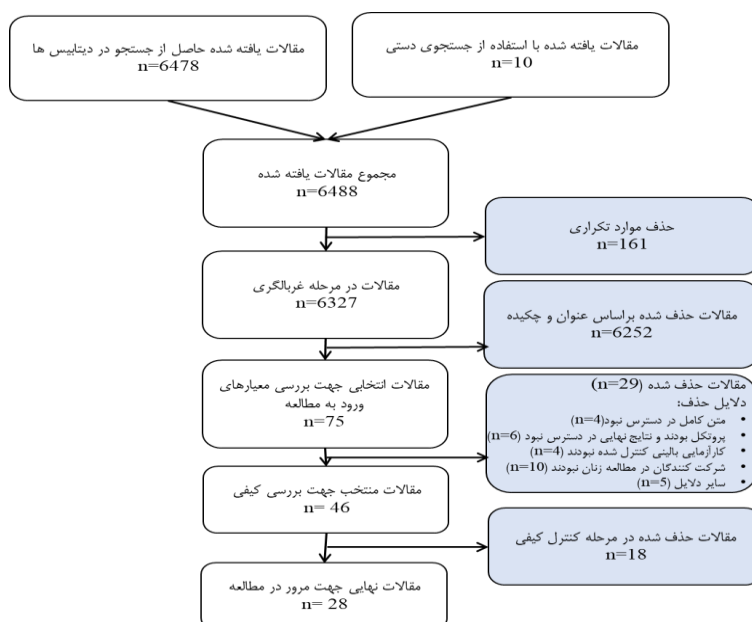 مقالات یافته شده حاصل از جستجو در دیتابیس ها
n=6478
مقالات یافته شده با استفاده از جستجوی دستی
n=10
مجموع مقالات یافته شده
n=6488
حذف موارد تکراری
n=161
مقالات در مرحله غربالگری
n=6327
مقالات حذف شده براساس عنوان و چکیده
n=6252
مقالات انتخابی جهت بررسی معیارهای
ورود به مطالعه
n=75
مقالات حذف شده (n=29)
دلایل حذف:
• متن کامل در دسترس نبود(n=4)
• پروتکل بودند و نتایج نهایی در دسترس نبود (n=6)
• کارآزمایی بالینی کنترل شده نبودند (n=4)
• شرکت کنندگان در مطالعه زنان نبودند (n=10)
• سایر دلایل (n=5)
مقالات منتخب جهت بررسی کیفی
n= 46
مقالات حذف شده در مرحله کنترل کیفی
n=18
مقالات نهایی جهت مرور در مطالعه
n= 28